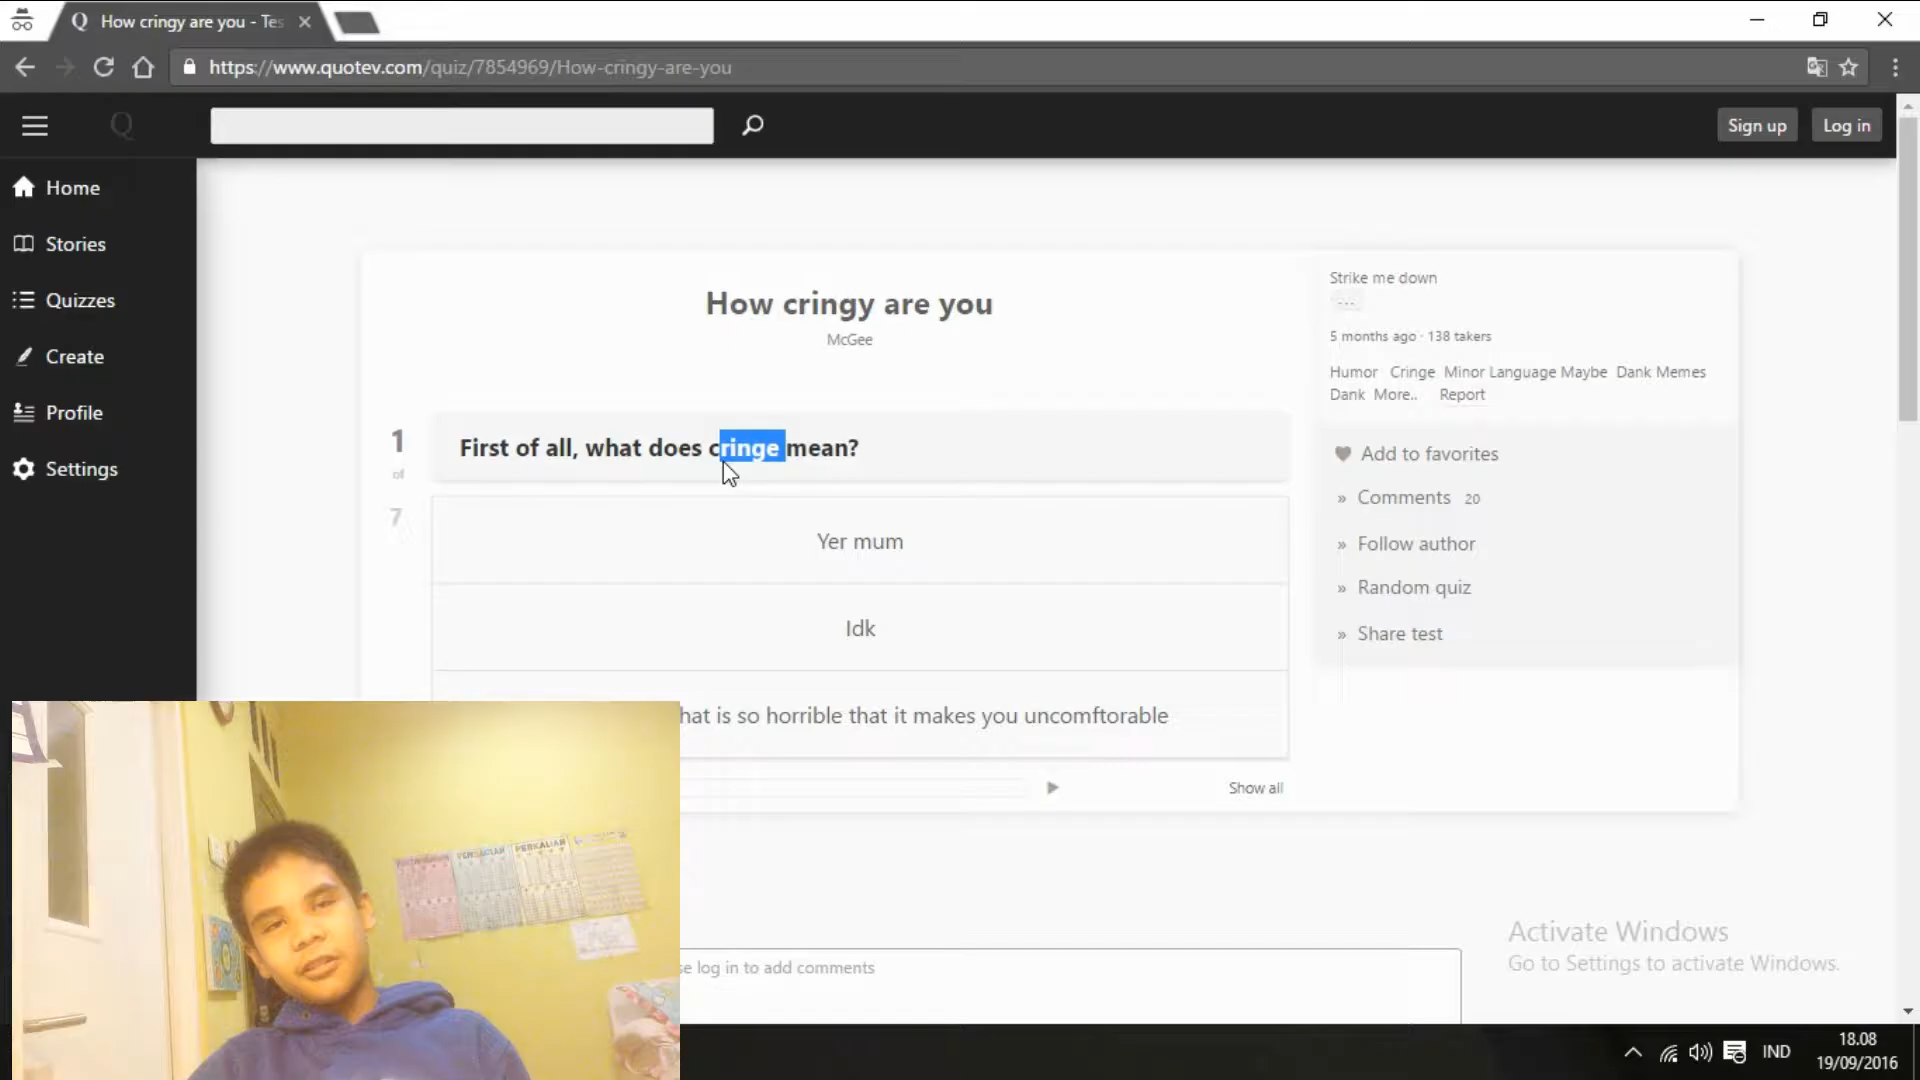 How cringy are you - Tes
https://www.quotev.com/quiz/7854969/How-cringy-are-you
Q
Sign up
Log in
Home
Stories
Quizzes
Create
Profile
Settings
How cringy are you
McGee
1
of
7
First of all, what does cringe mean?
Yer mum
Idk
hat is so horrible that it makes you uncomftorable
Show all
Strike me down
...
5 months ago · 138 takers
Humor Cringe Minor Language Maybe Dank Memes
Dank More.. Report
Add to favorites
» Comments 20
» Follow author
» Random quiz
» Share test
PERKALIAN
se log in to add comments
Activate Windows
Go to Settings to activate Windows.
IND
18.08
19/09/2016